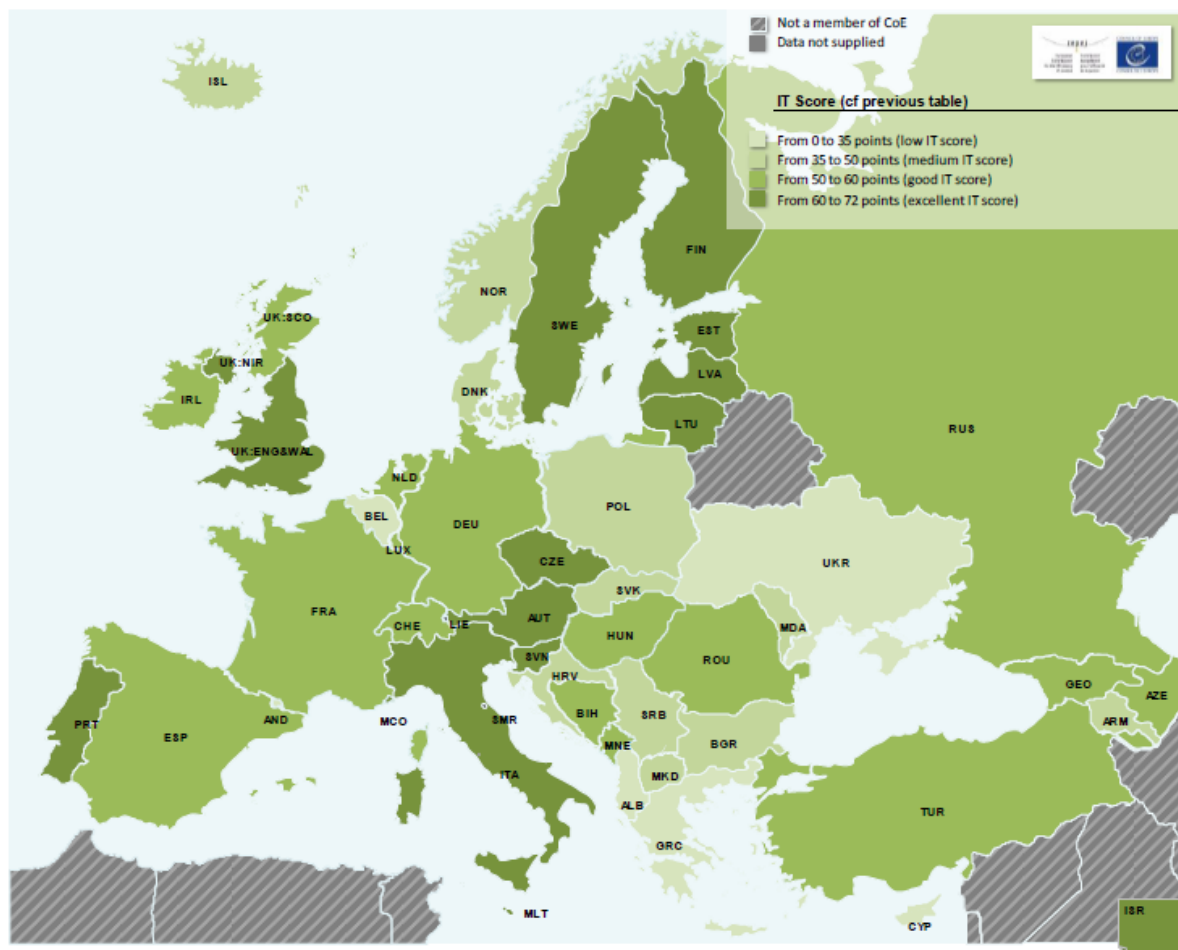 Not a member of CoE
Data not supplied
IT Score (cf previous table)
From 0 to 35 points (low IT score)
From 35 to 50 points (medium IT score)
From 50 to 60 points (good IT score)
From 60 to 72 points (excellent IT score)
ISL
FIN
NOR
UK:SCO
SWE
EST
UK:NIR
LVA
DNK
IRL
LTU
RUS
UK:ENG&WAL
NLD
POL
BEL
DEU
LUX
CZE
UKR
SVK
FRA
AUT
LIE
CHE
MDA
HUN
SVN
ROU
HRV
GEO
AZE
BIH
SRB
AND
MCO
SMR
PRT
ARM
ESP
MNE
BGR
ITA
MKD
ALB
TUR
GRC
MLT
ISR
CYP